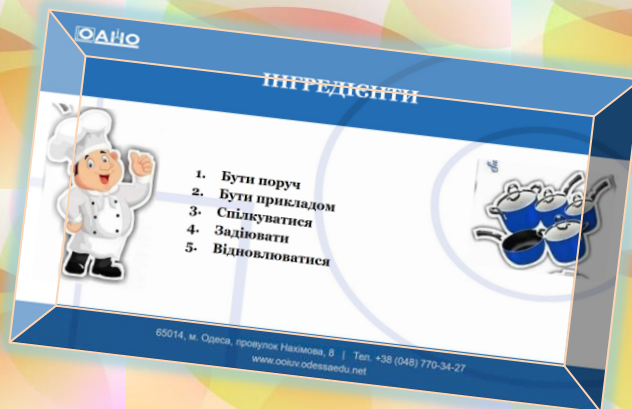 ОАНО
ІНГРЕДІЄНТИ
1. Бути поруч
2. Бути прикладом
3. Спілкуватися
4. Задіювати
5. Відновлюватися
65014, м. Одеса, провулок Нахімова, 8 | Тел. +38 (048) 770-34-27
www.ooiuv.odessaedu.net